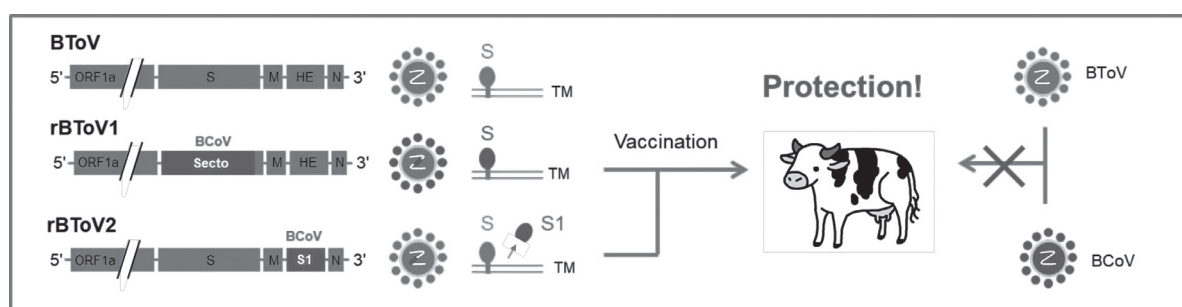 BToV
5' ORF1a S M HE N 3'
S
TM
rBToV1
BCoV
5' ORF1a Secto M HE N 3'
S
TM
rBToV2
BCoV
5' ORF1a S M S1 N 3'
S S1
TM
Vaccination
Protection!
BToV
BCoV